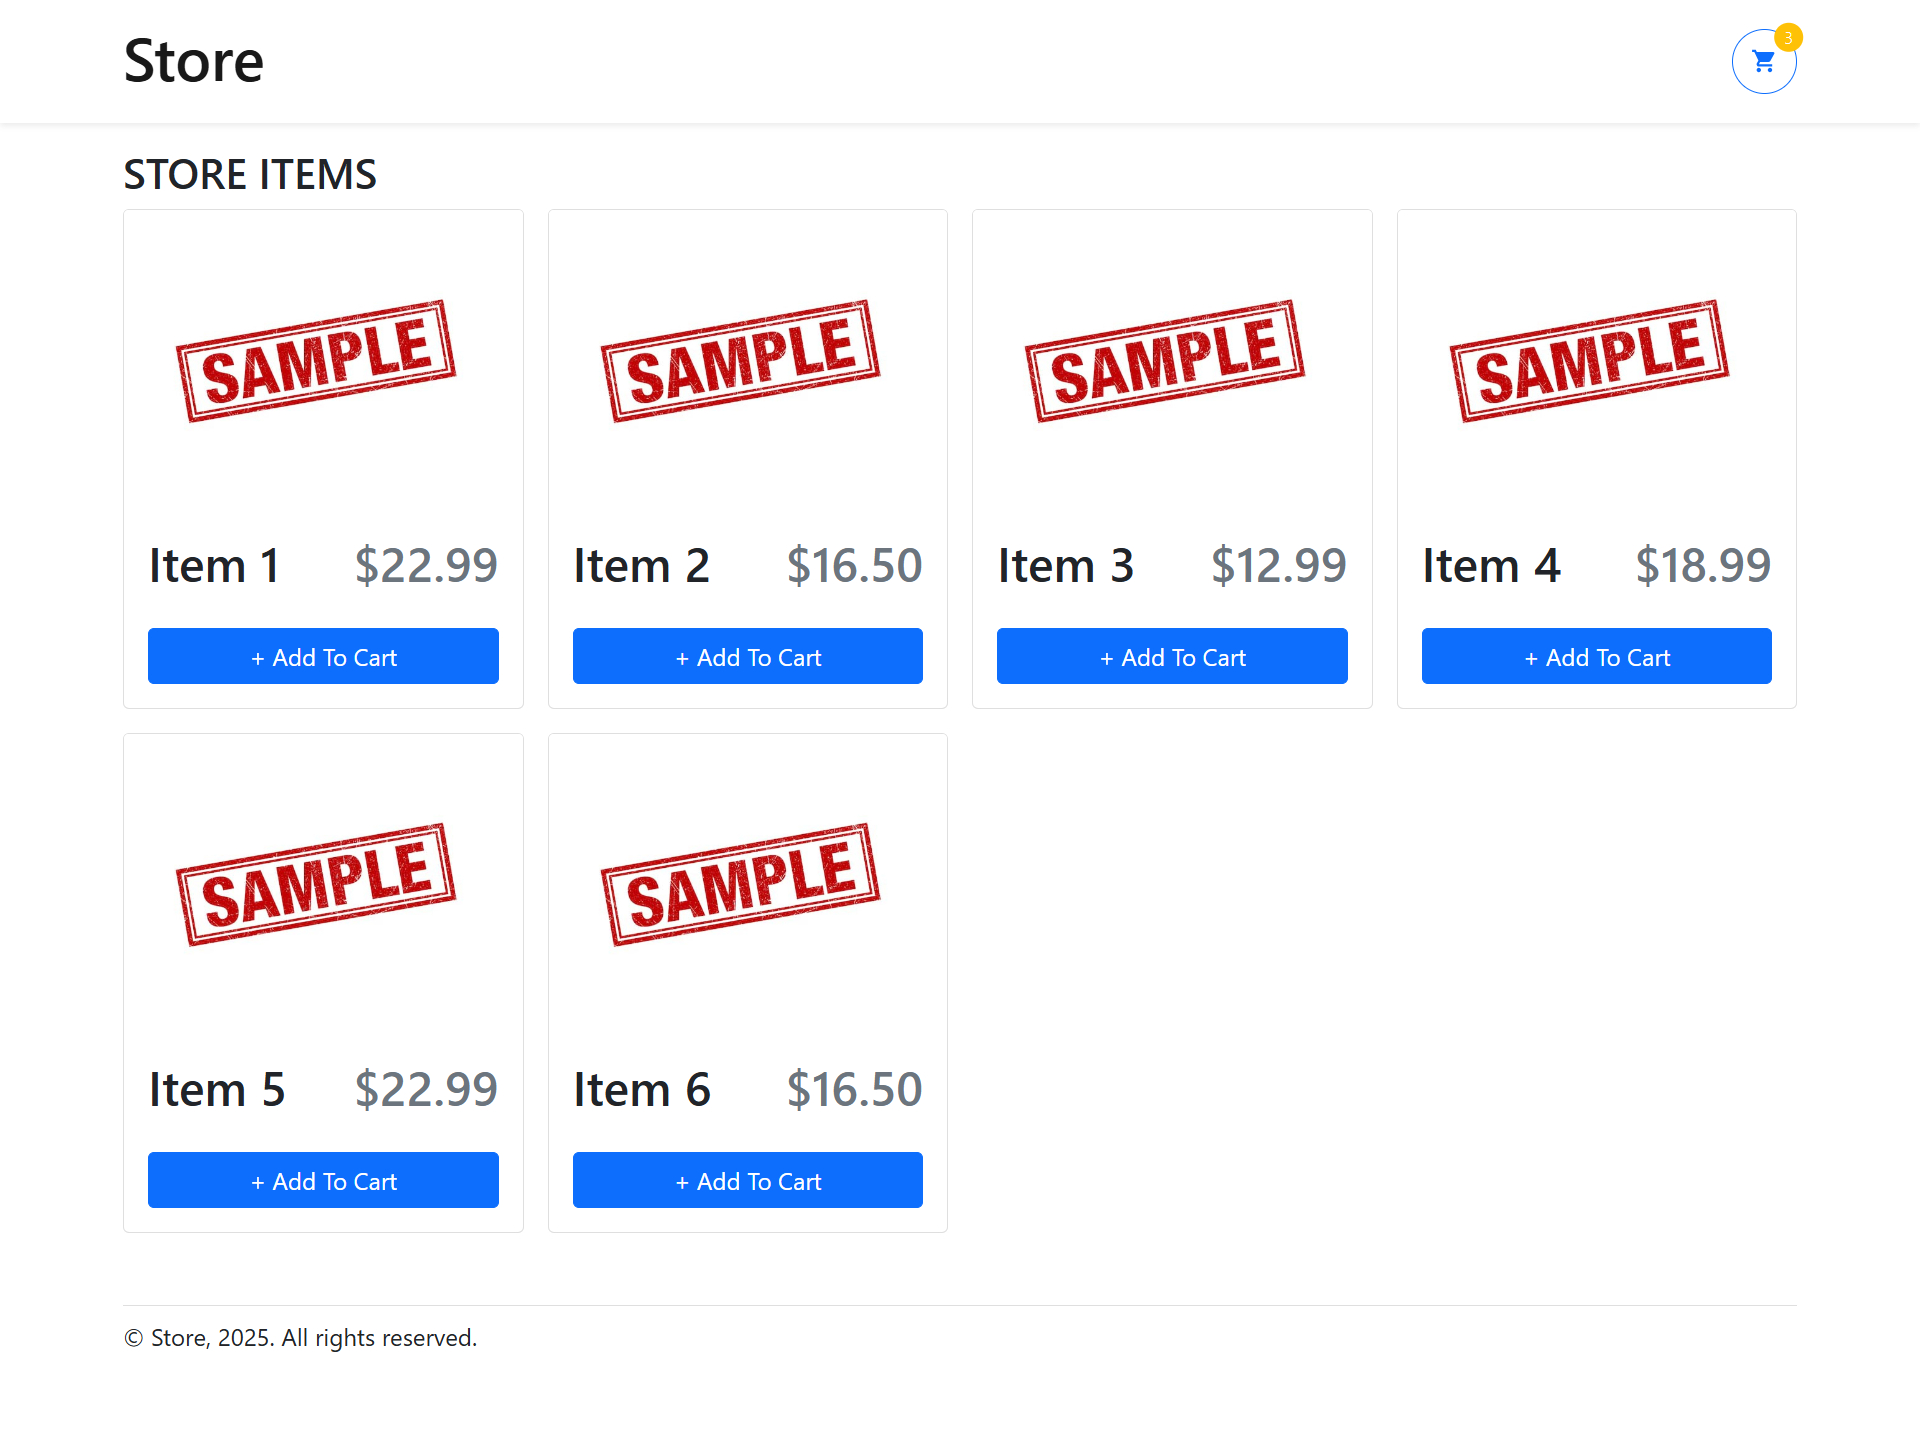 Store
3
STORE ITEMS
SAMPLE
SAMPLE
SAMPLE
SAMPLE
Item 1 $22.99
Item 2 $16.50
Item 3 $12.99
Item 4 $18.99
+ Add To Cart
+ Add To Cart
+ Add To Cart
+ Add To Cart
SAMPLE
SAMPLE
Item 5 $22.99
Item 6 $16.50
+ Add To Cart
+ Add To Cart
© Store, 2025. All rights reserved.